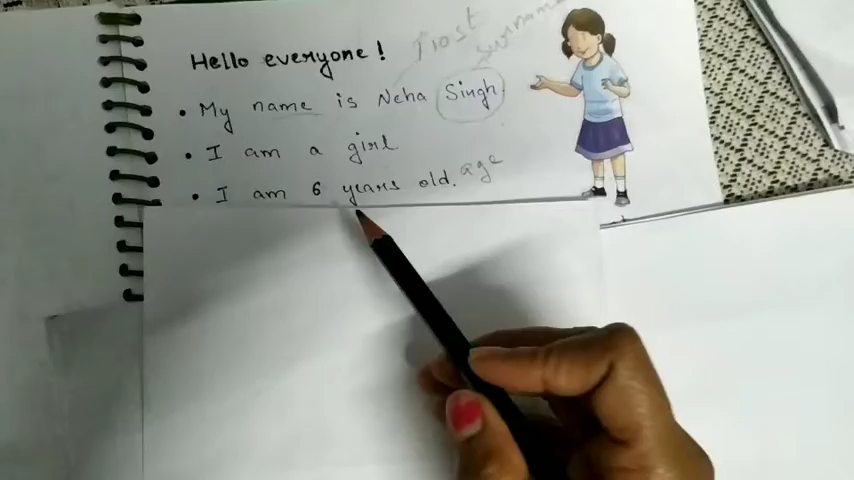 Hello everyone!
First
surname
• My name is Neha Singh
• I am a girl
• I am 6 years old. age